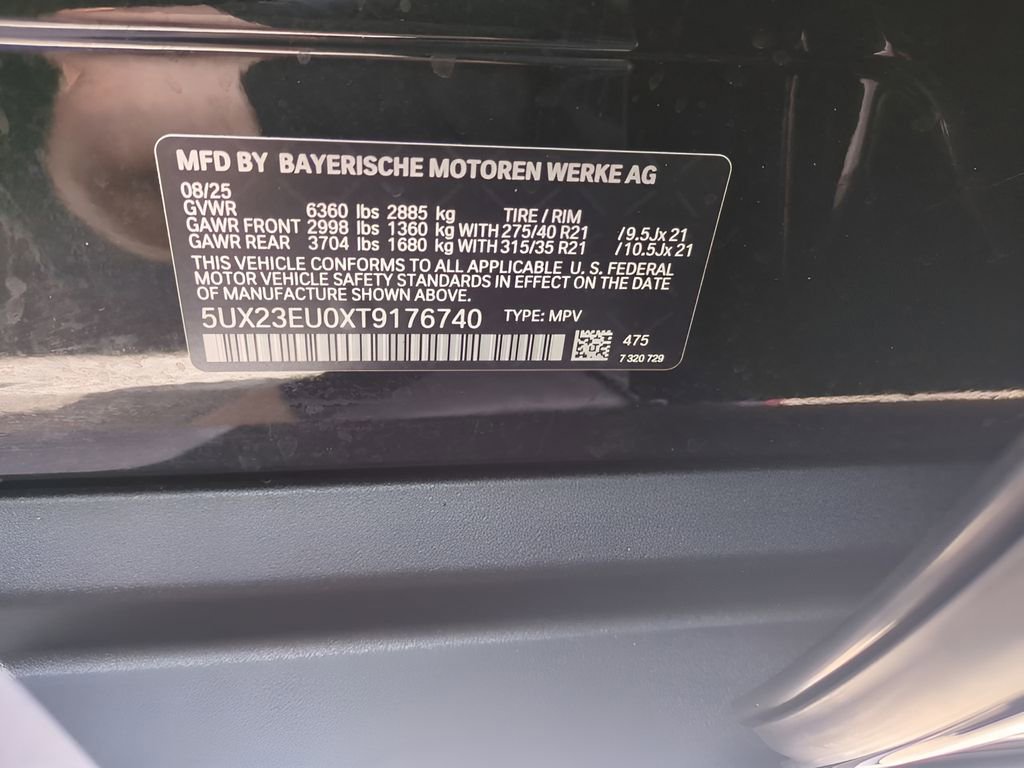 MFD BY BAYERISCHE MOTOREN WERKE AG
08/25
GVWR 6360 lbs 2885 kg TIRE / RIM
GAWR FRONT 2998 lbs 1360 kg WITH 275/40 R21 /9.5Jx21
GAWR REAR 3704 lbs 1680 kg WITH 315/35 R21 /10.5Jx21
THIS VEHICLE CONFORMS TO ALL APPLICABLE U. S. FEDERAL
MOTOR VEHICLE SAFETY STANDARDS IN EFFECT ON THE DATE
OF MANUFACTURE SHOWN ABOVE.
5UX23EU0XT9176740 TYPE: MPV
475
7 320 729